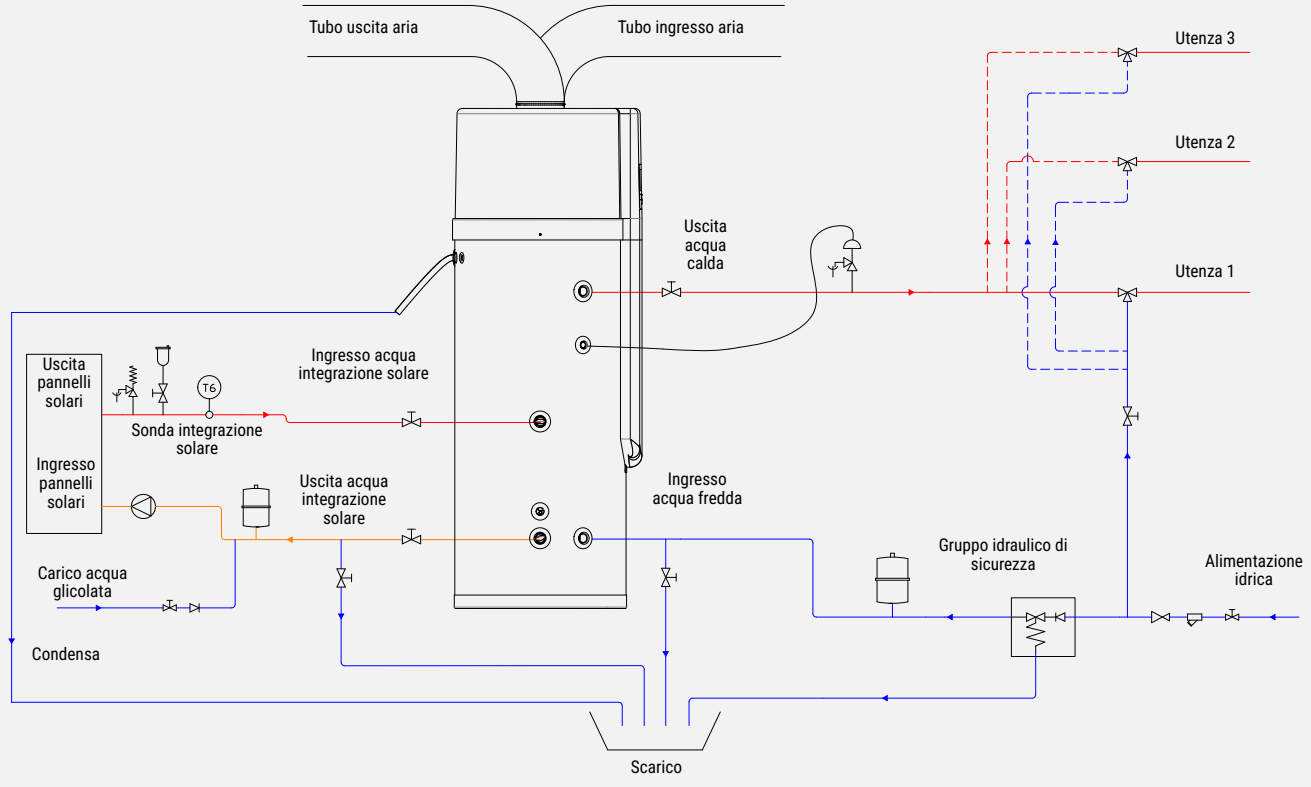 Tubo uscita aria
Tubo ingresso aria
Utenza 3
Utenza 2
Uscita
acqua
calda
Utenza 1
Ingresso acqua
integrazione solare
Uscita
pannelli
solari
T6
Sonda integrazione
solare
Ingresso
pannelli
solari
Uscita acqua
integrazione
solare
Ingresso
acqua fredda
Gruppo idraulico di
sicurezza
Alimentazione
idrica
Carico acqua
glicolata
Condensa
Scarico